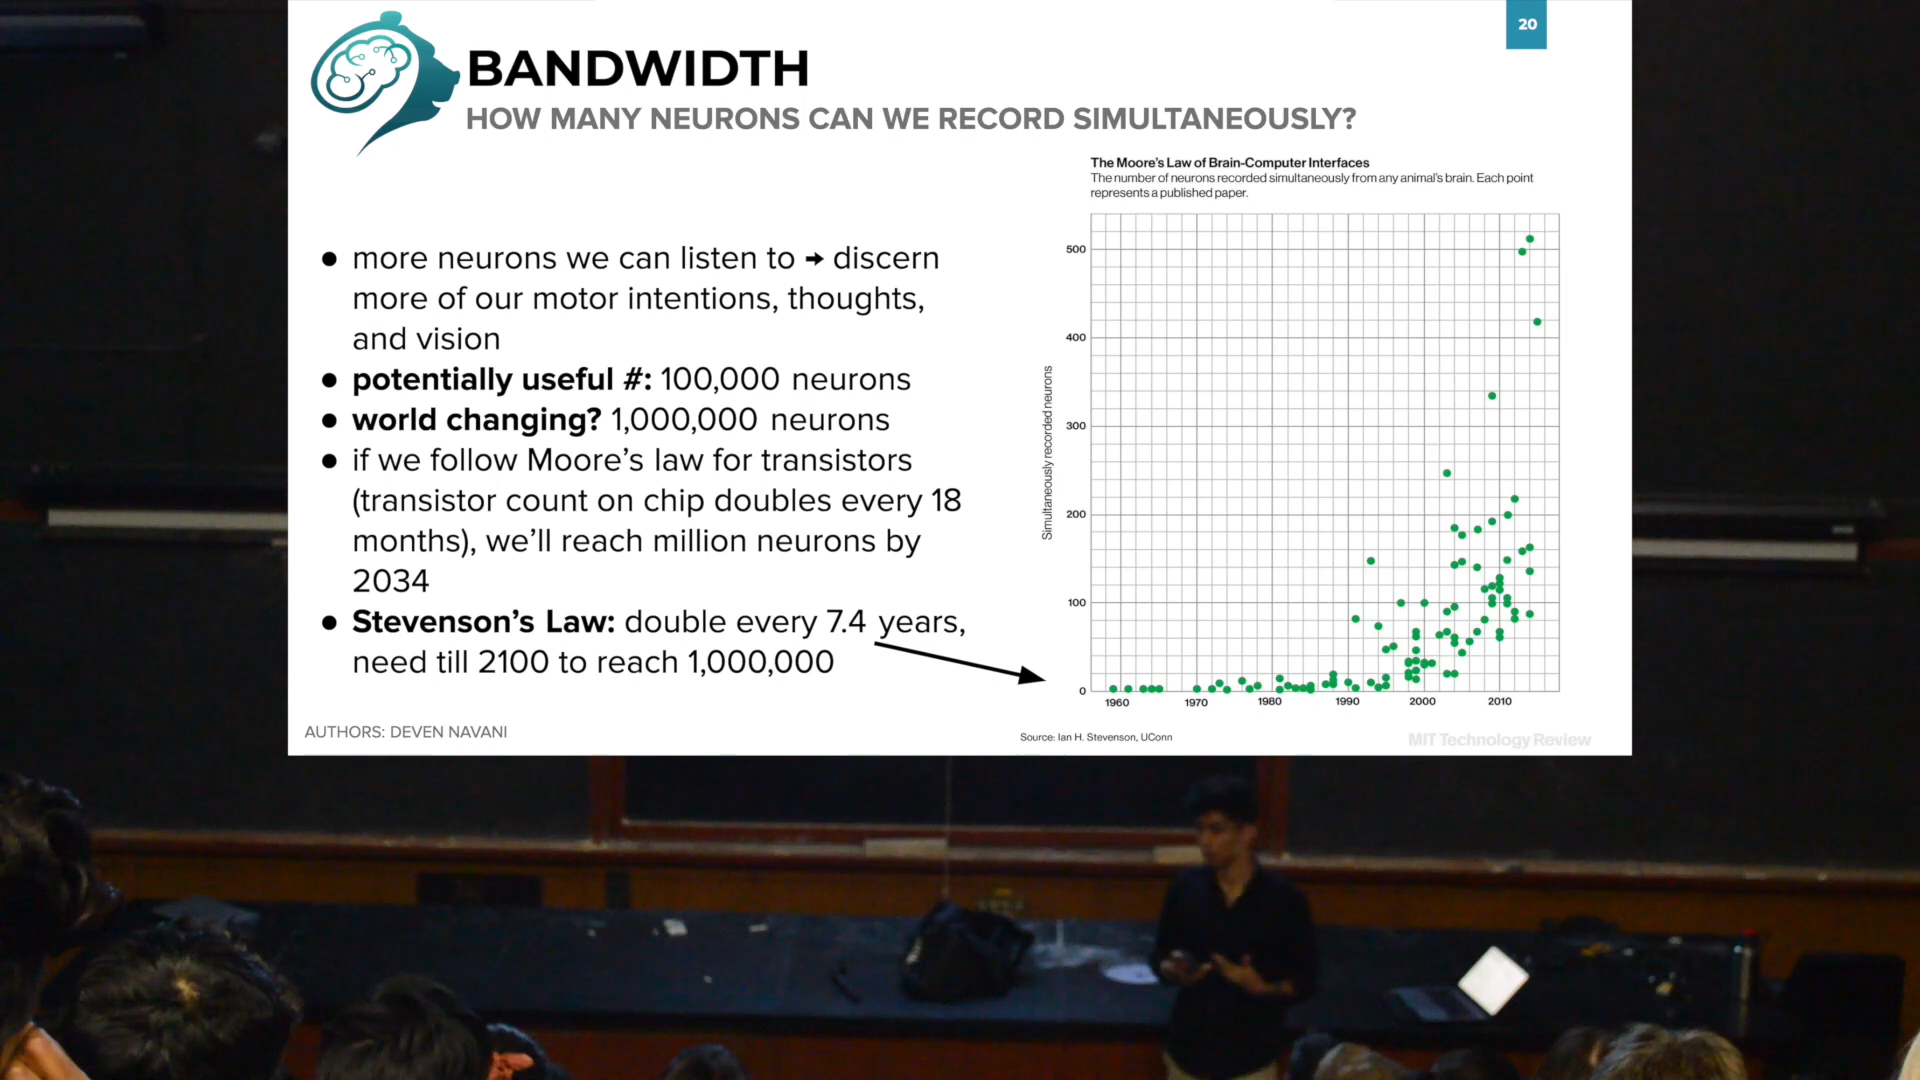 20
BANDWIDTH
HOW MANY NEURONS CAN WE RECORD SIMULTANEOUSLY?
● more neurons we can listen to → discern
more of our motor intentions, thoughts,
and vision
● potentially useful #: 100,000 neurons
● world changing? 1,000,000 neurons
● if we follow Moore's law for transistors
(transistor count on chip doubles every 18
months), we'll reach million neurons by
2034
● Stevenson's Law: double every 7.4 years,
need till 2100 to reach 1,000,000
The Moore's Law of Brain-Computer Interfaces
The number of neurons recorded simultaneously from any animal's brain. Each point
represents a published paper.
Simultaneously recorded neurons
500
400
300
200
100
0
1960 1970 1980 1990 2000 2010
AUTHORS: DEVEN NAVANI
Source: Ian H. Stevenson, UConn
MIT Technology Review